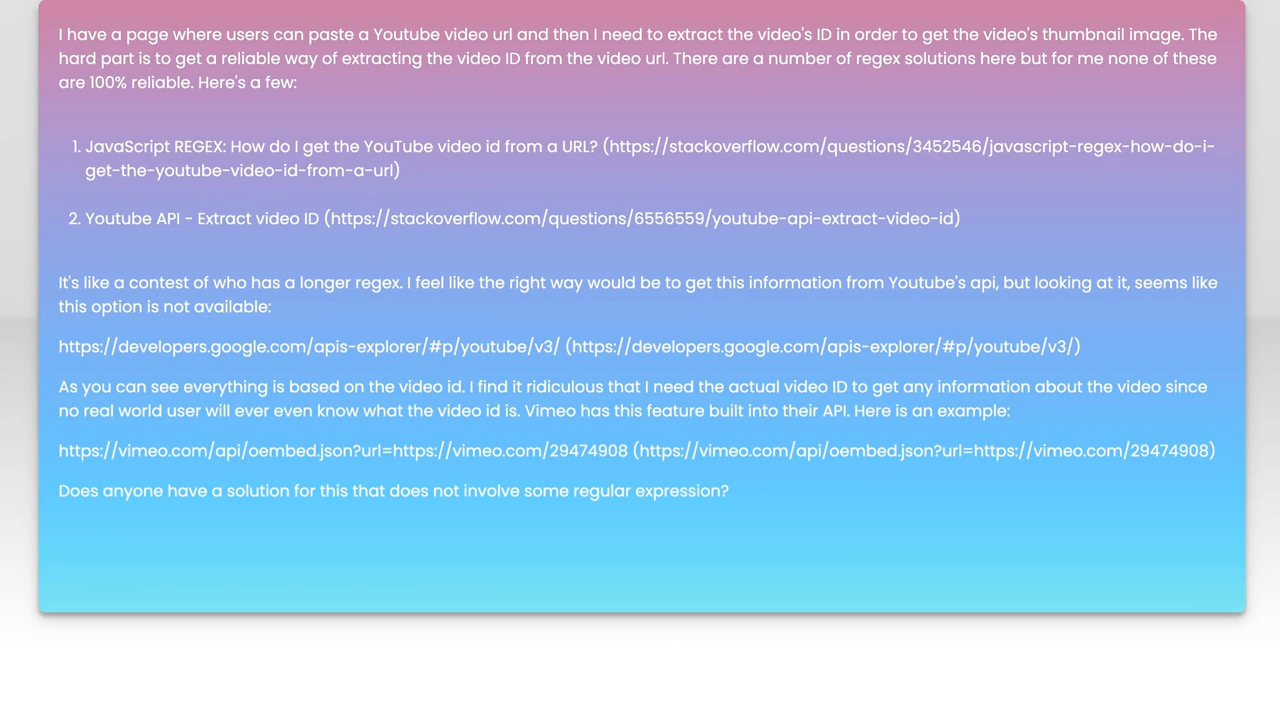 I have a page where users can paste a Youtube video url and then I need to extract the video's ID in order to get the video's thumbnail image. The
hard part is to get a reliable way of extracting the video ID from the video url. There are a number of regex solutions here but for me none of these
are 100% reliable. Here's a few:
1. JavaScript REGEX: How do I get the YouTube video id from a URL? (https://stackoverflow.com/questions/3452546/javascript-regex-how-do-i-
get-the-youtube-video-id-from-a-url)
2. Youtube API - Extract video ID (https://stackoverflow.com/questions/6556559/youtube-api-extract-video-id)
It's like a contest of who has a longer regex. I feel like the right way would be to get this information from Youtube's api, but looking at it, seems like
this option is not available:
https://developers.google.com/apis-explorer/#p/youtube/v3/ (https://developers.google.com/apis-explorer/#p/youtube/v3/)
As you can see everything is based on the video id. I find it ridiculous that I need the actual video ID to get any information about the video since
no real world user will ever even know what the video id is. Vimeo has this feature built into their API. Here is an example:
https://vimeo.com/api/oembed.json?url=https://vimeo.com/29474908 (https://vimeo.com/api/oembed.json?url=https://vimeo.com/29474908)
Does anyone have a solution for this that does not involve some regular expression?